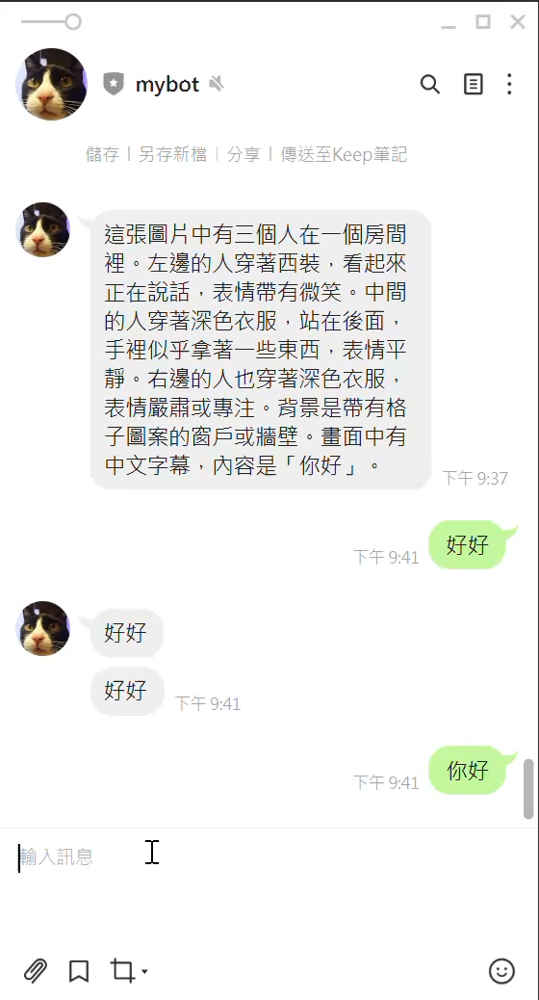 mybot
儲存 | 另存新檔 | 分享 | 傳送至Keep筆記
這張圖片中有三個人在一個房間
裡。左邊的人穿著西裝，看起來
正在說話，表情帶有微笑。中間
的人穿著深色衣服，站在後面，
手裡似乎拿著一些東西，表情平
靜。右邊的人也穿著深色衣服，
表情嚴肅或專注。背景是帶有格
子圖案的窗戶或牆壁。畫面中有
中文字幕，內容是「你好」。
下午 9:37
好好
下午 9:41
好好
好好
下午 9:41
你好
下午 9:41
輸入訊息